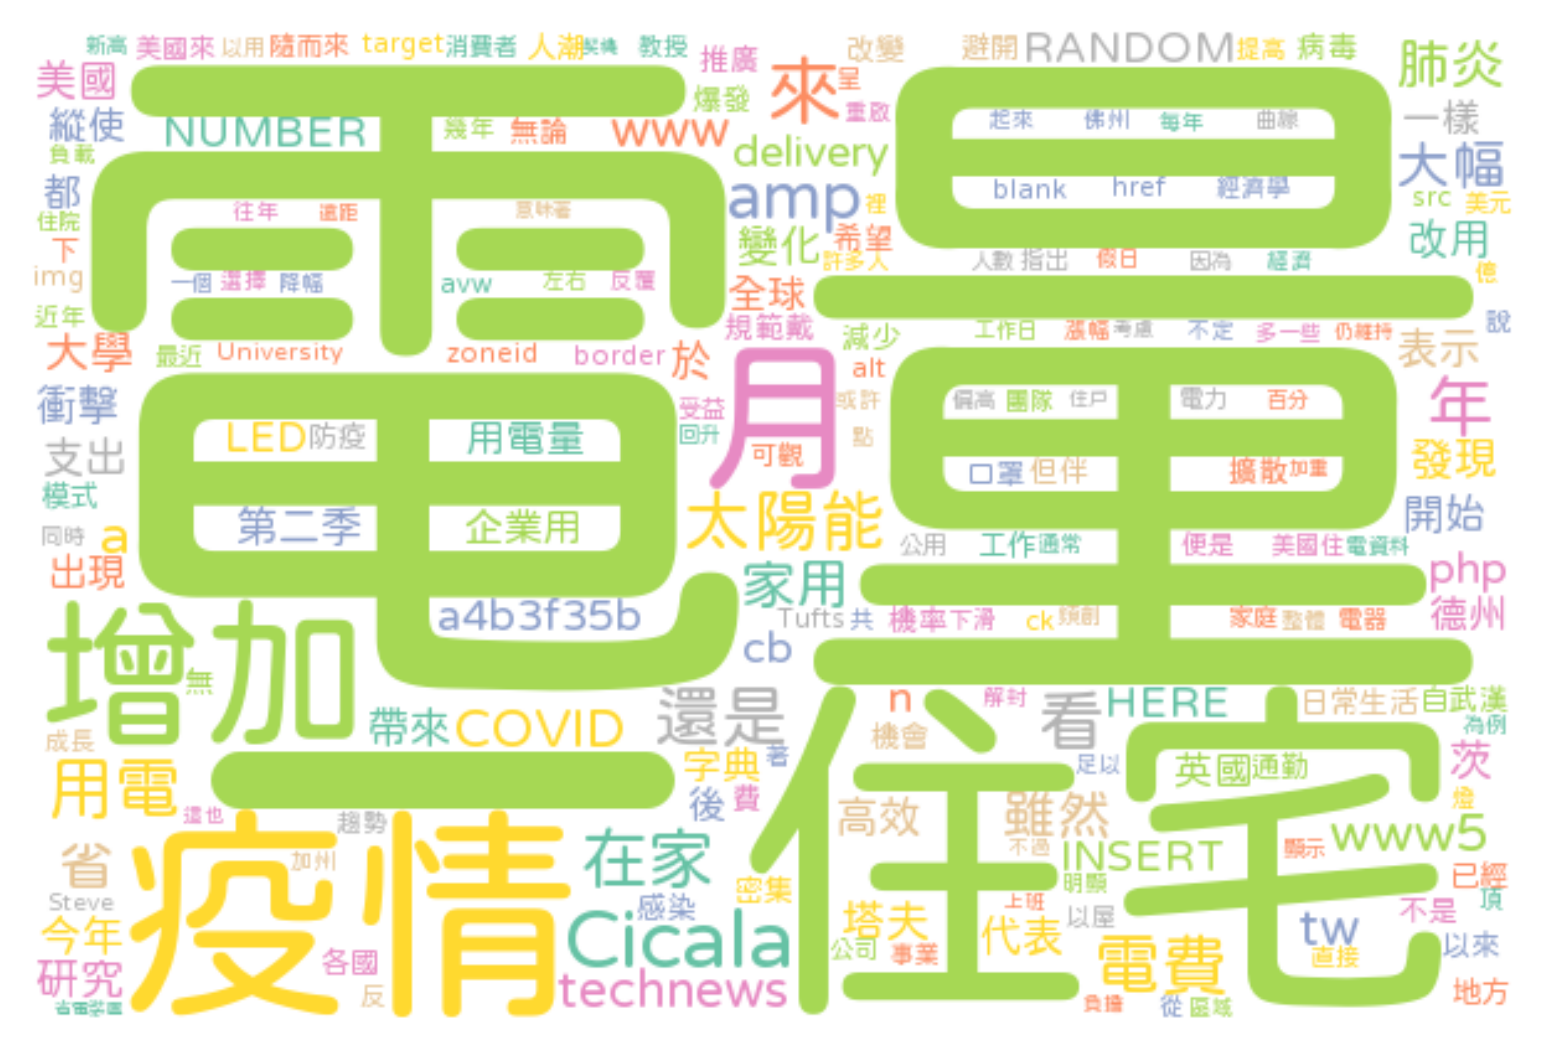 新高 美國來 以用 隨而來 target 消費者 人潮 契機 教授 推廣 改變 避開 RANDOM 提高 病毒
美國 來 呈 肺炎
爆發 重啟 起來 佛州 每年 曲線 一樣
縱使 NUMBER 幾年 無論 www
負載 delivery 大幅
都 amp 裡 blank href 經濟學 src 美元
住院 往年 遠距 意味著 變化 希望 改用
下 許多人 人數 指出 假日 因為 經濟 億
img 一個 選擇 降幅 avw 左右 反覆 全球
電量
近年 規範戴 減少 工作日 漲幅 考慮 不定 多一些 仍維持 說
大學 最近 University zoneid border 於 alt 表示
月
衝擊 受益 或許 偏高 團隊 住戶 電力 百分 年
LED 防疫 用電量 回升 點
支出 可觀 口罩 但伴 擴散 加重 發現
模式
第二季 企業用 太陽能 開始
同時 a 公用 工作 通常 便是 美國住 電資料
出現 家用 php
a4b3f35b Tufts 共 機率 下滑 ck 頻創 家庭 整體 電器 德州
增加 cb
無 還是 n 解封 看 HERE 日常生活 自武漢
成長 帶來 COVID 機會 為例
一 字典 著 足以 英國 通勤 茨
用電 住宅
後 費 燈
這也 趨勢 高效 雖然 www5
疫情 在家 不過 INSERT 顯示
省 加州 密集 明顯 已經
Steve 感染 上班 以屋 不是 頂
今年 Cicala 塔夫 代表 tw
各國 公司 事業 電費 直接 以來
研究 反 technews 地方
負擔 從 區域